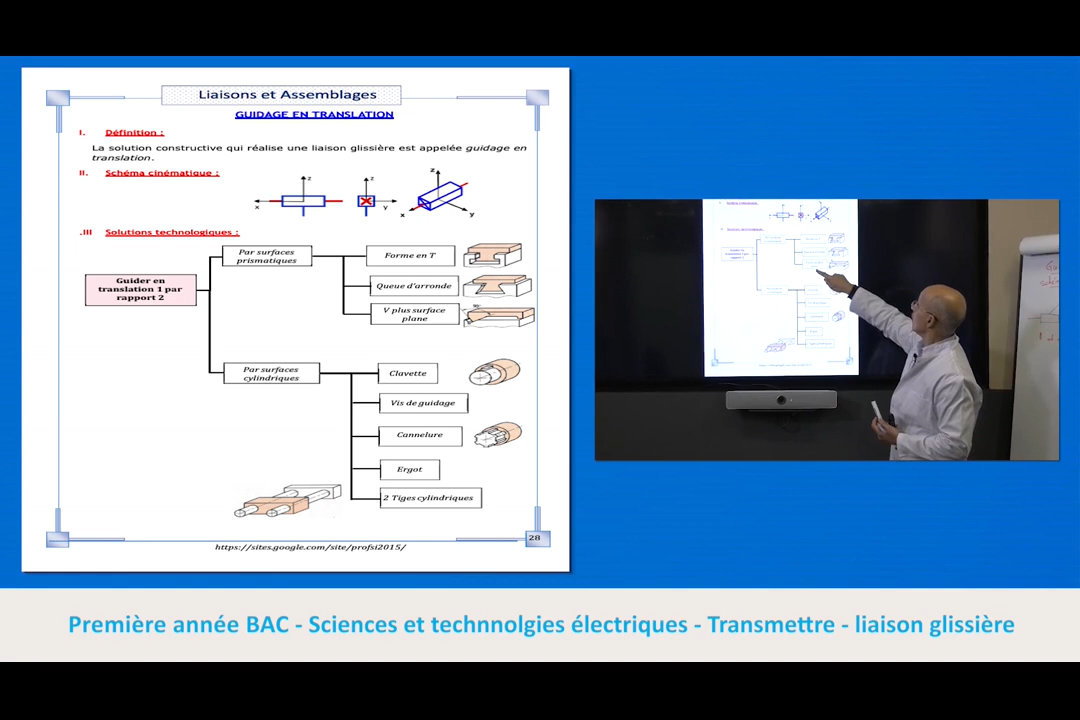 Liaisons et Assemblages
GUIDAGE EN TRANSLATION
I. Définition :
La solution constructive qui réalise une liaison glissière est appelée guidage en
translation.
II. Schéma cinématique :
z
x
z
y
z
x
y
.III Solutions technologiques :
Guider en
translation 1 par
rapport 2
Par surfaces
prismatiques
Forme en T
Queue d'arronde
V plus surface
plane
Par surfaces
cylindriques
Clavette
Vis de guidage
Cannelure
Ergot
2 Tiges cylindriques
28
https://sites.google.com/site/profsi2015/
Première année BAC - Sciences et technnolgies électriques - Transmettre - liaison glissière